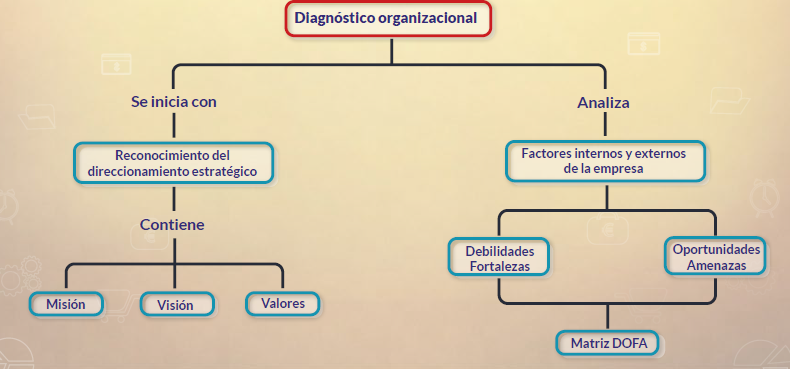 Diagnóstico organizacional
Se inicia con
Analiza
Reconocimiento del
direccionamiento estratégico
Factores internos y externos
de la empresa
Contiene
Debilidades
Fortalezas
Oportunidades
Amenazas
Misión
Visión
Valores
Matriz DOFA